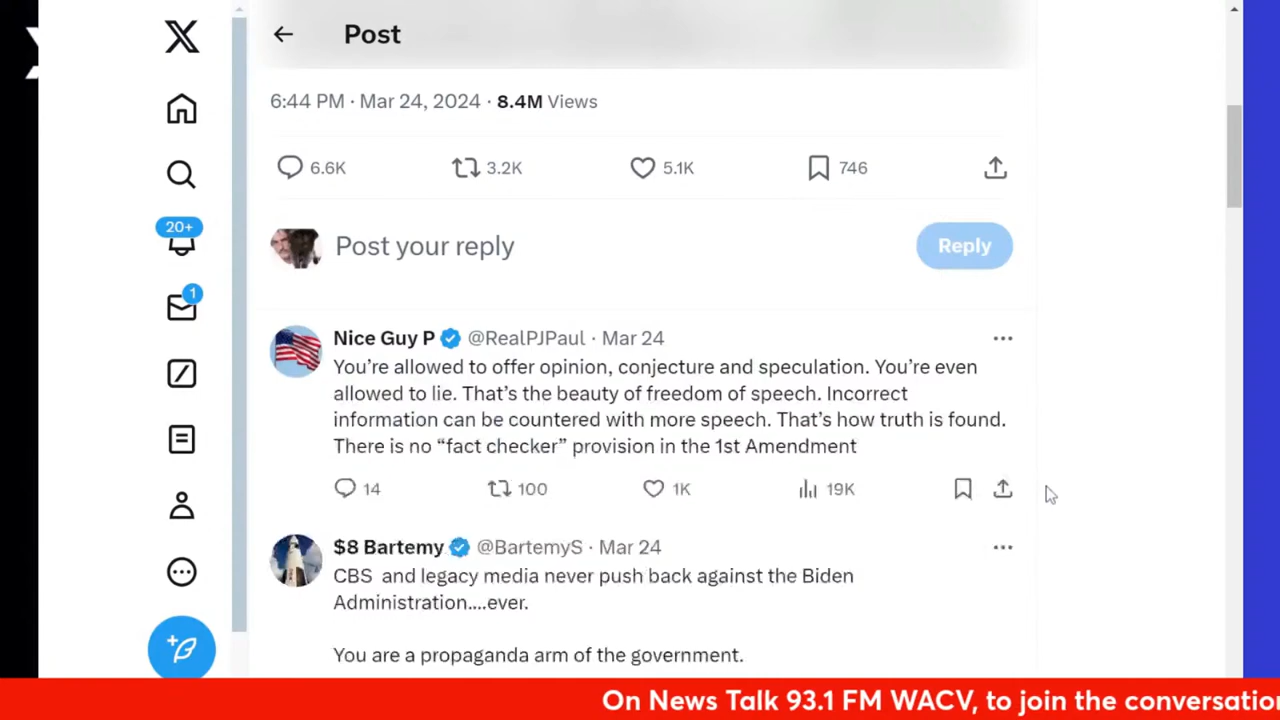 Post
6:44 PM · Mar 24, 2024 · 8.4M Views
6.6K 3.2K 5.1K 746
20+
Post your reply
Reply
1
Nice Guy P @RealPJPaul · Mar 24
You’re allowed to offer opinion, conjecture and speculation. You’re even
allowed to lie. That’s the beauty of freedom of speech. Incorrect
information can be countered with more speech. That’s how truth is found.
There is no “fact checker” provision in the 1st Amendment
14 100 1K 19K
$8 Bartemy @BartemyS · Mar 24
CBS and legacy media never push back against the Biden
Administration....ever.
You are a propaganda arm of the government.
On News Talk 93.1 FM WACV, to join the conversatio